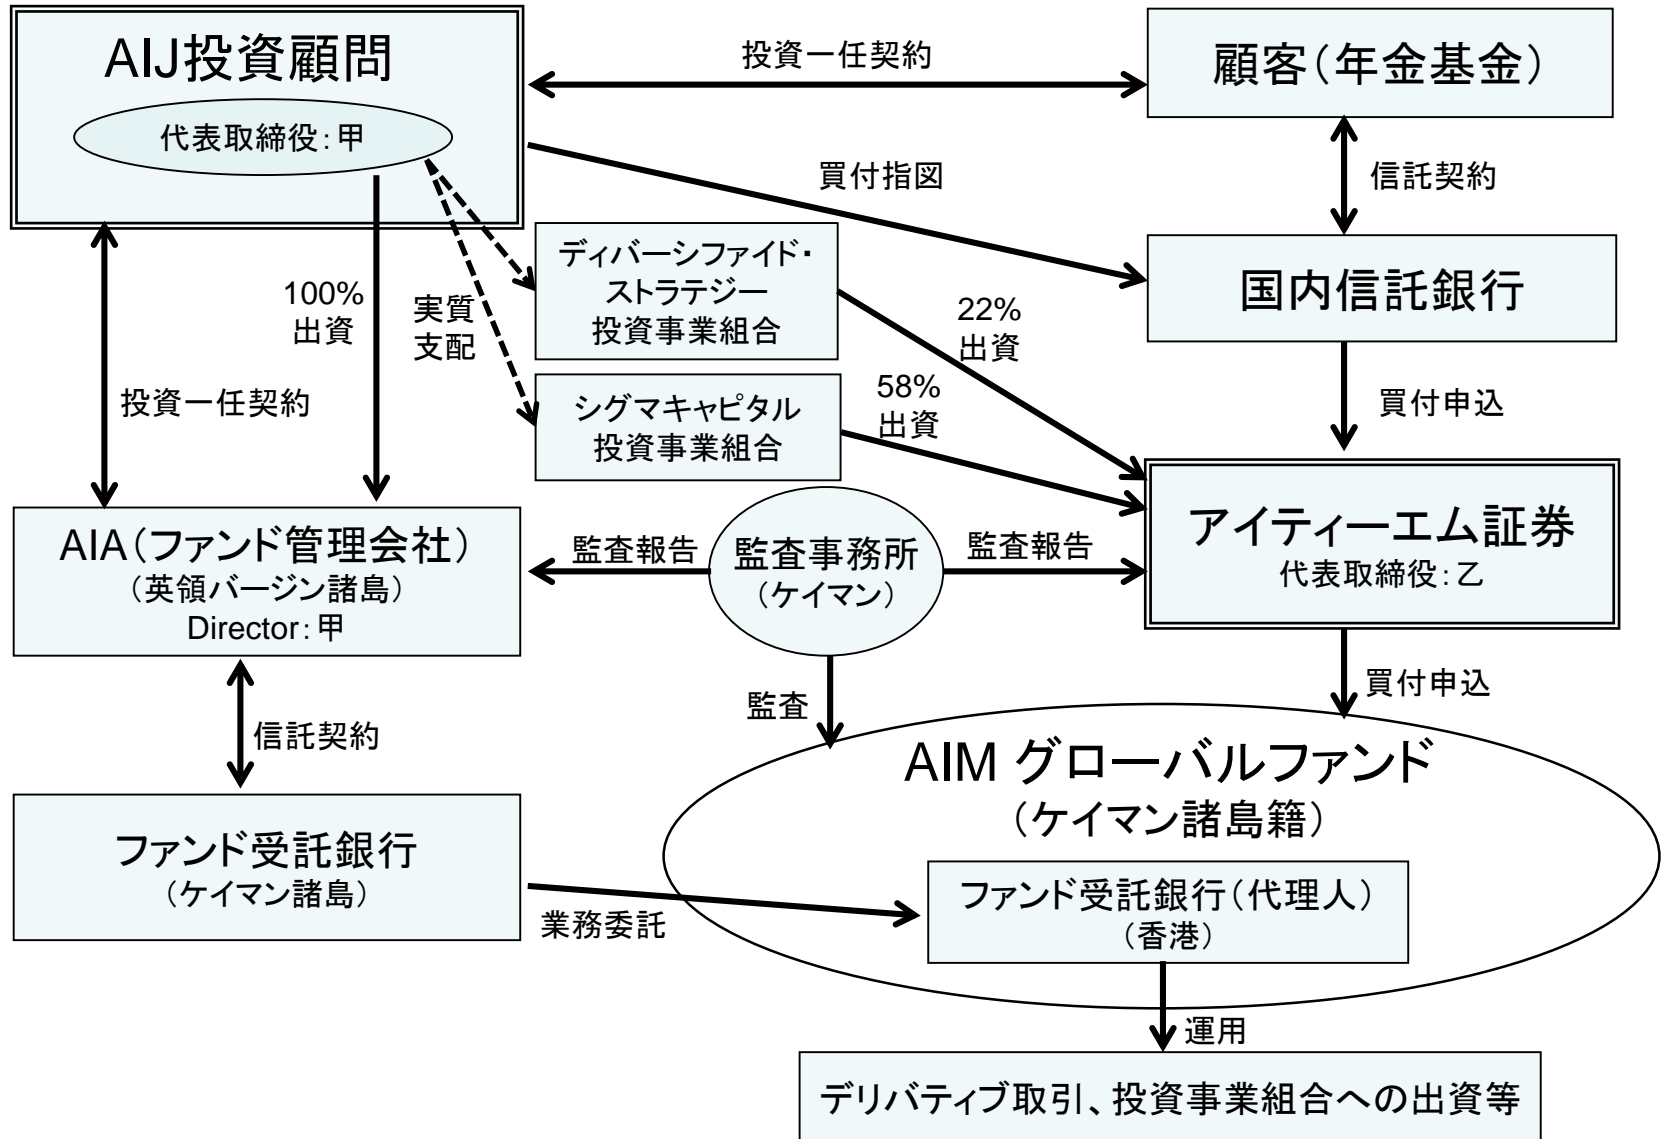 AIJ投資顧問
代表取締役：甲
投資一任契約
顧客（年金基金）
買付指図
信託契約
国内信託銀行
ディバーシファイド・
ストラテジー
投資事業組合
100%
出資
実質
支配
22%
出資
58%
出資
シグマキャピタル
投資事業組合
投資一任契約
買付申込
AIA（ファンド管理会社）
（英領バージン諸島）
Director：甲
監査報告
監査事務所
（ケイマン）
監査報告
アイティーエム証券
代表取締役：乙
信託契約
監査
買付申込
AIM グローバルファンド
（ケイマン諸島籍）
ファンド受託銀行
（ケイマン諸島）
業務委託
ファンド受託銀行（代理人）
（香港）
運用
デリバティブ取引、投資事業組合への出資等